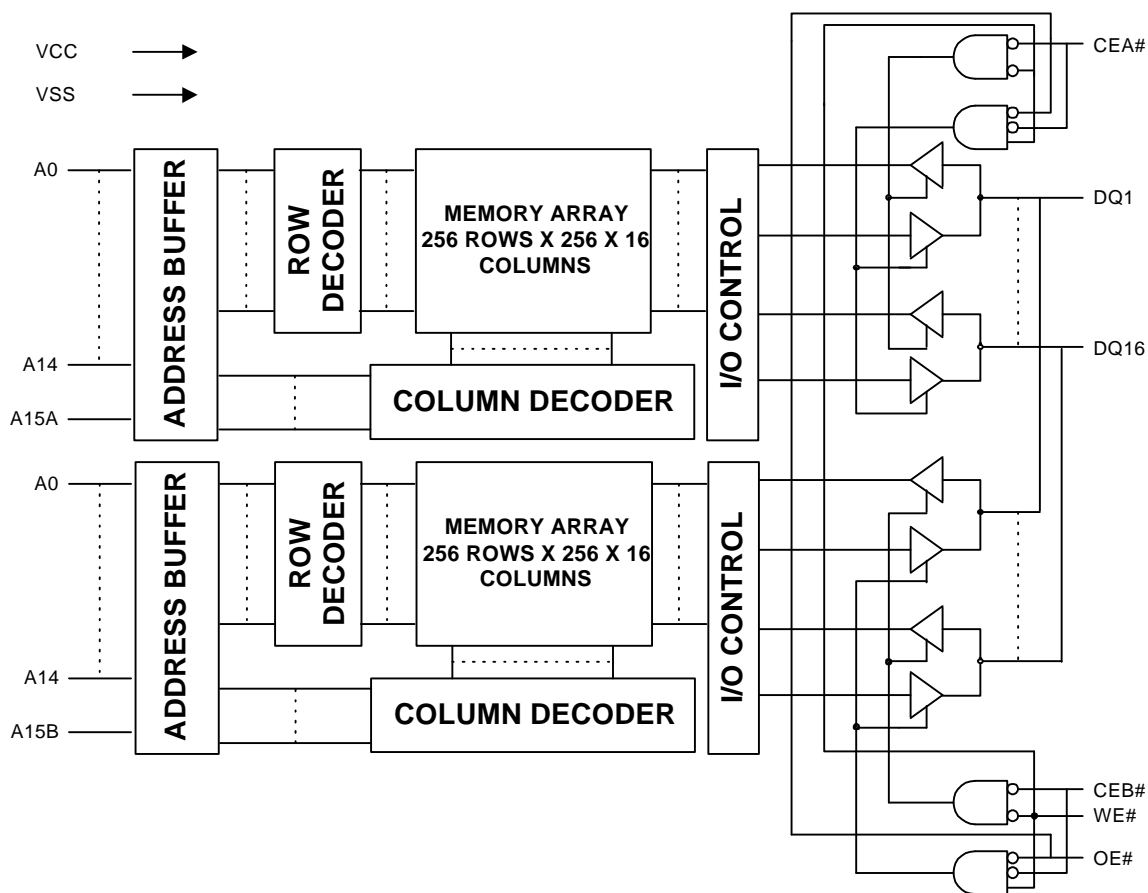 VCC
CEA#
VSS
A0
ADDRESS BUFFER
ROW
DECODER
MEMORY ARRAY
256 ROWS X 256 X 16
COLUMNS
I/O CONTROL
DQ1
DQ16
A14
COLUMN DECODER
A15A
A0
ADDRESS BUFFER
ROW
DECODER
MEMORY ARRAY
256 ROWS X 256 X 16
COLUMNS
I/O CONTROL
A14
COLUMN DECODER
A15B
CEB#
WE#
OE#